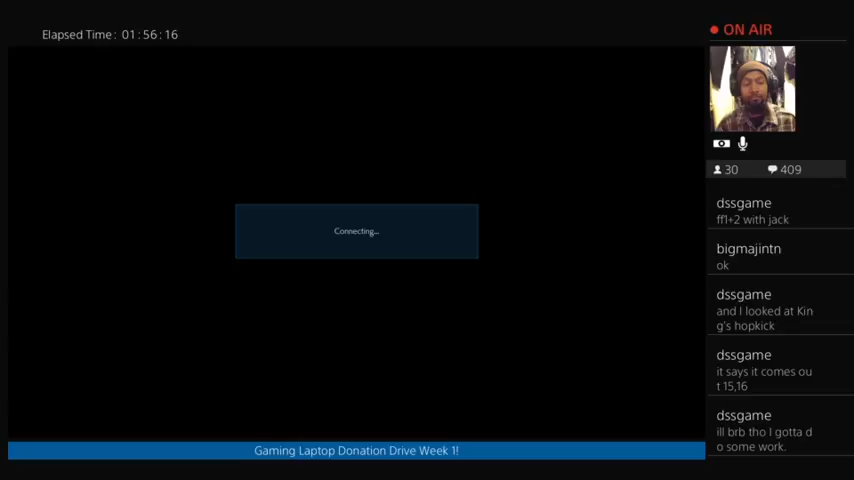 Elapsed Time: 01:56:16
ON AIR
30 409
Connecting...
dssgame
ff1+2 with jack
bigmajintn
ok
dssgame
and I looked at Kin
g's hopkick
dssgame
it says it comes ou
t 15,16
dssgame
ill brb tho I gotta d
o some work.
Gaming Laptop Donation Drive Week 1!